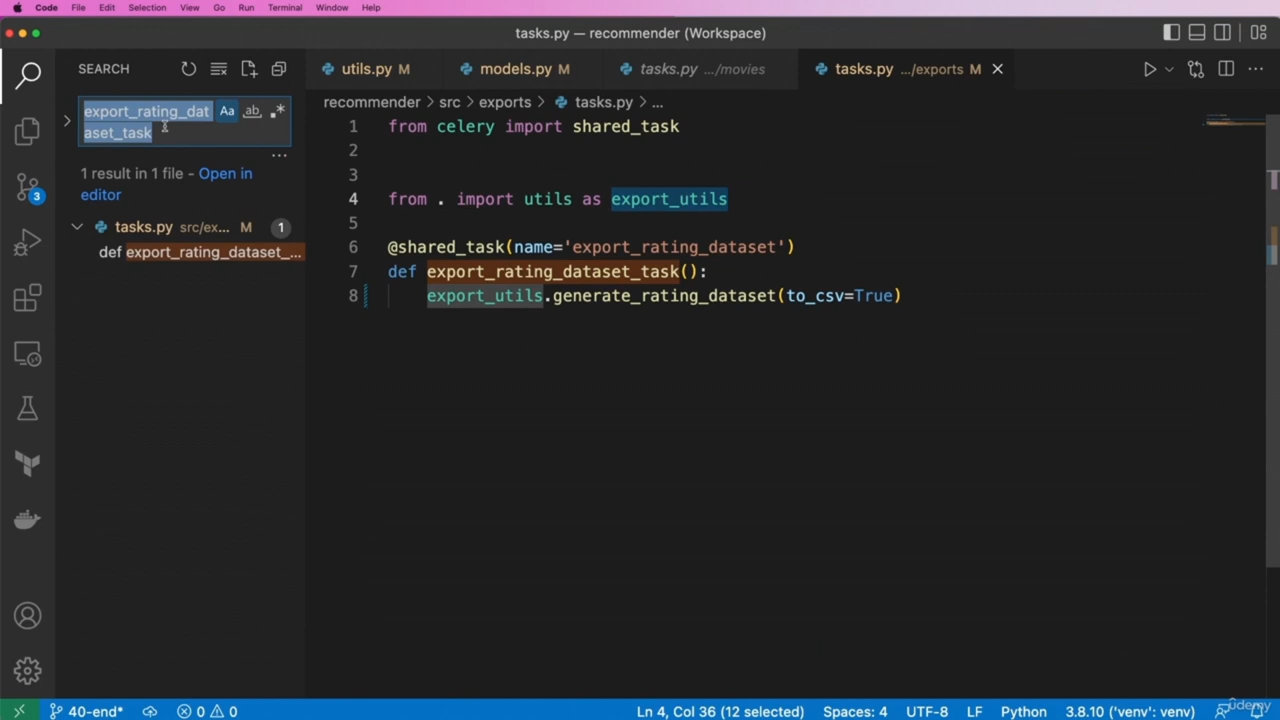 Code File Edit Selection View Go Run Terminal Window Help
tasks.py — recommender (Workspace)
SEARCH
export_rating_dat
aset_task
Aa ab
1 result in 1 file - Open in
editor
tasks.py src/ex... M 1
def export_rating_dataset_...
utils.py M models.py M tasks.py .../movies tasks.py .../exports M
recommender > src > exports > tasks.py > ...
1 from celery import shared_task
2
3
4 from . import utils as export_utils
5
6 @shared_task(name='export_rating_dataset')
7 def export_rating_dataset_task():
8 export_utils.generate_rating_dataset(to_csv=True)
3
40-end* 0 0 Ln 4, Col 36 (12 selected) Spaces: 4 UTF-8 LF Python 3.8.10 ('venv': venv)
ûdemy